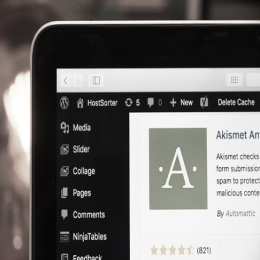 HostSorter 5 0 + New Delete Cache
Media
Slider
Collage
Pages
Comments
NinjaTables
Feedback
·A·
Akismet An
Akismet checks
form submission
spam to protect
malicious conte
By Automattic
(821)